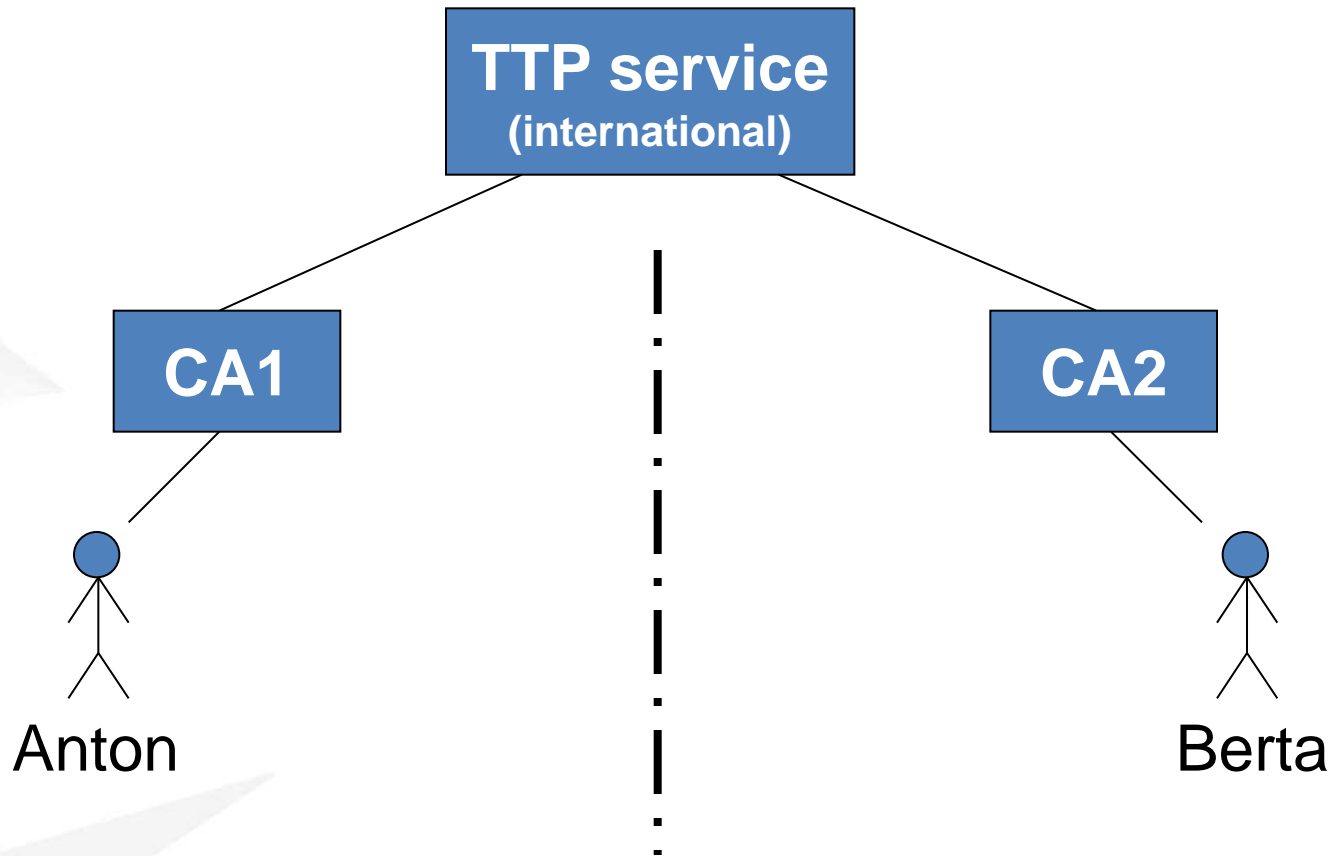 TTP service
(international)
CA1
CA2
Anton
Berta